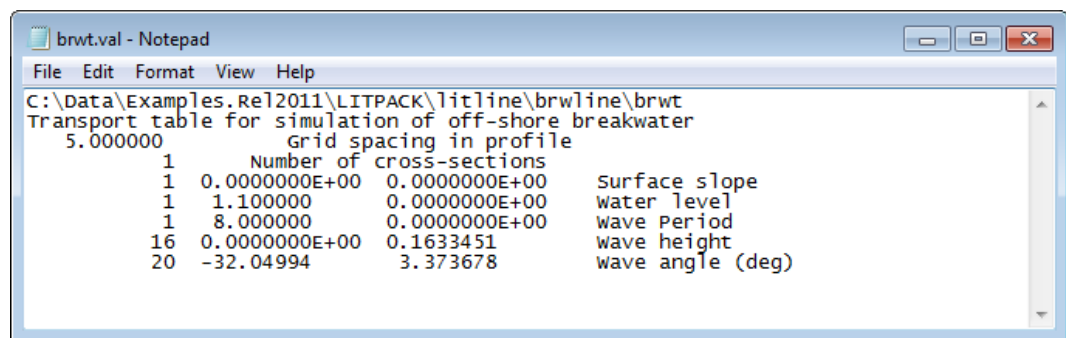 brwt.val - Notepad
File Edit Format View Help
C:\Data\Examples.Rel2011\LITPACK\litline\brwline\brwt
Transport table for simulation of off-shore breakwater
5.000000 Grid spacing in profile
1 Number of cross-sections
1 0.0000000E+00 0.0000000E+00 Surface slope
1 1.100000 0.0000000E+00 Water level
1 8.000000 0.0000000E+00 Wave Period
16 0.0000000E+00 0.1633451 Wave height
20 -32.04994 3.373678 Wave angle (deg)